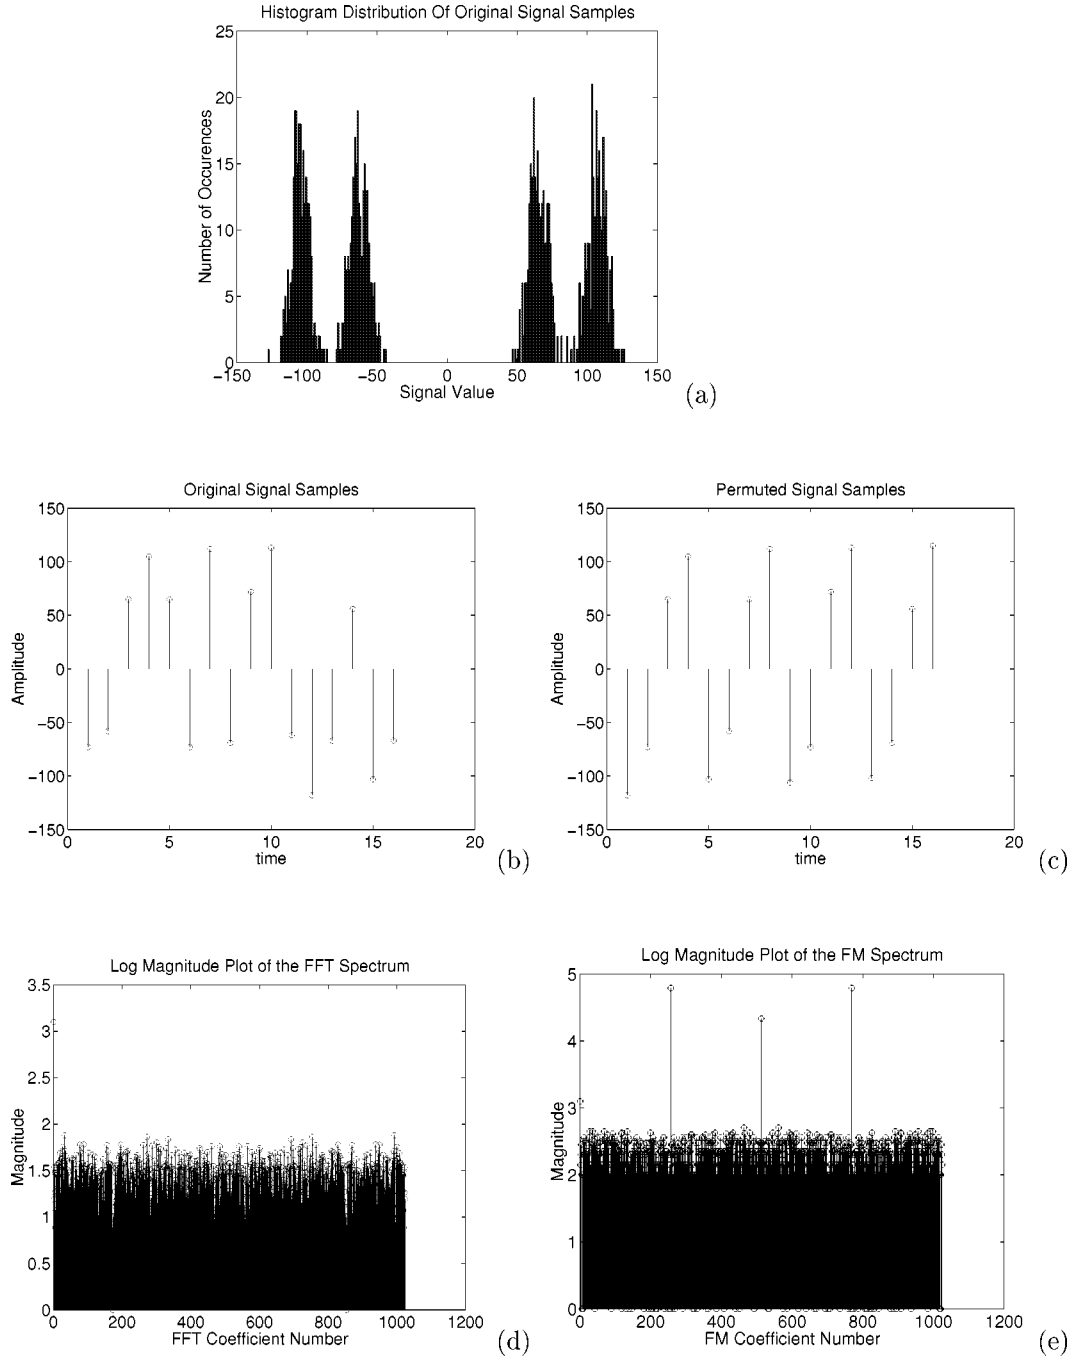 Histogram Distribution Of Original Signal Samples
25
20
15
10
5
0
Number of Occurences
−150 −100 −50 0 50 100 150
Signal Value
(a)
Original Signal Samples
150
100
50
0
−50
−100
−150
Amplitude
0 5 10 15 20
time
(b)
Permuted Signal Samples
150
100
50
0
−50
−100
−150
Amplitude
0 5 10 15 20
time
(c)
Log Magnitude Plot of the FFT Spectrum
3.5
3
2.5
2
1.5
1
0.5
0
Magnitude
0 200 400 600 800 1000 1200
FFT Coefficient Number
(d)
Log Magnitude Plot of the FM Spectrum
5
4
3
2
1
0
Magnitude
0 200 400 600 800 1000 1200
FM Coefficient Number
(e)